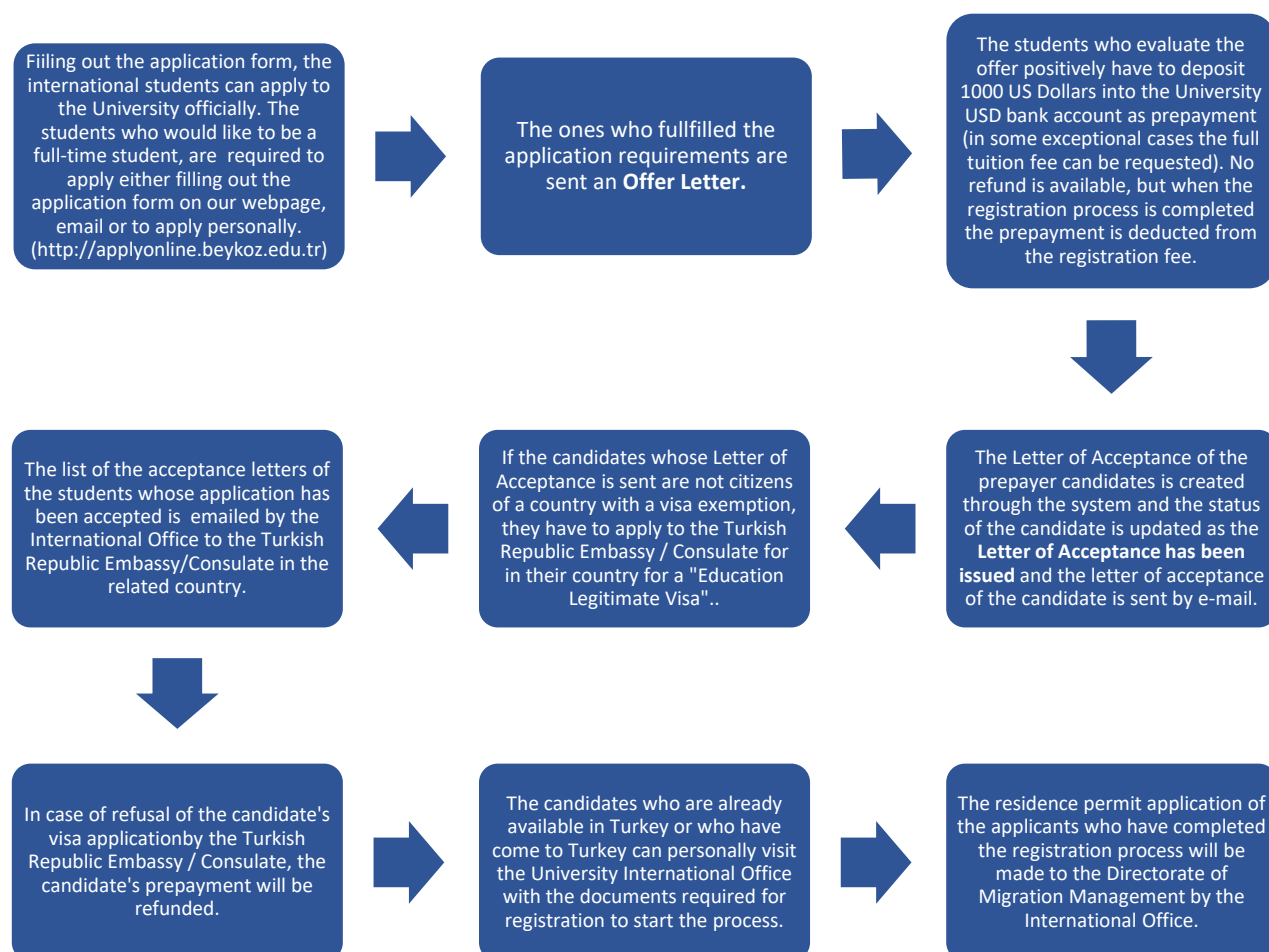 Fiiling out the application form, the
international students can apply to
the University officially. The
students who would like to be a
full-time student, are  required to
apply either filling out the
application form on our webpage,
email or to apply personally.
(http://applyonline.beykoz.edu.tr)
The ones who fullfilled the
application requirements are
sent an Offer Letter.
The students who evaluate the
offer positively have to deposit
1000 US Dollars into the University
USD bank account as prepayment
(in some exceptional cases the full
tuition fee can be requested). No
refund is available, but when the
registration process is completed
the prepayment is deducted from
the registration fee.
The Letter of Acceptance of the
prepayer candidates is created
through the system and the status
of the candidate is updated as the
Letter of Acceptance has been
issued and the letter of acceptance
of the candidate is sent by e-mail.
If the candidates whose Letter of
Acceptance is sent are not citizens
of a country with a visa exemption,
they have to apply to the Turkish
Republic Embassy / Consulate for
in their country for a "Education
Legitimate Visa"..
The list of the acceptance letters of
the students whose application has
been accepted is  emailed by the
International Office to the Turkish
Republic Embassy/Consulate in the
related country.
In case of refusal of the candidate's
visa applicationby the Turkish
Republic Embassy / Consulate, the
candidate's prepayment will be
refunded.
The candidates who are already
available in Turkey or who have
come to Turkey can personally visit
the University International Office
with the documents required for
registration to start the process.
The residence permit application of
the applicants who have completed
the registration process will be
made to the Directorate of
Migration Management by the
International Office.